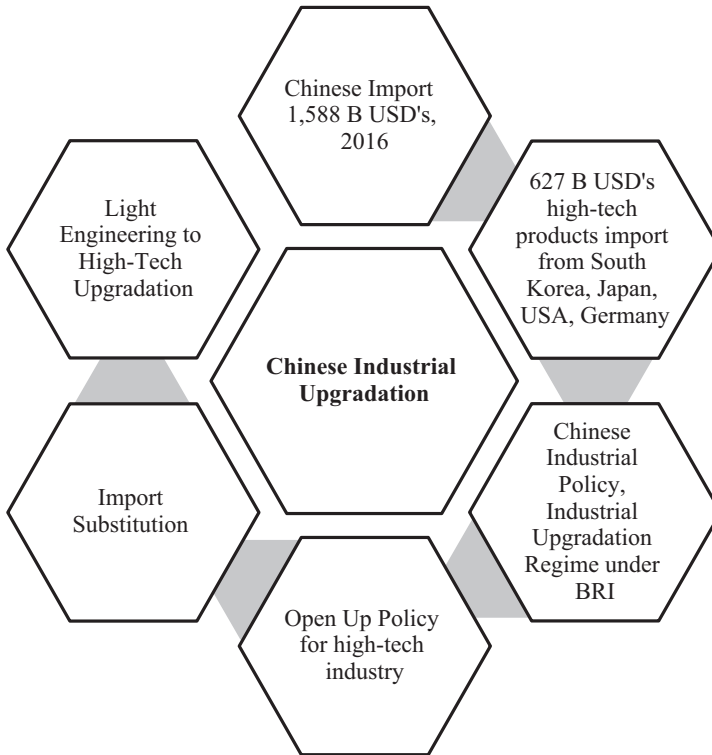 Chinese Import
1,588 B USD's,
2016
627 B USD's
high-tech
products import
from South
Korea, Japan,
USA, Germany
Chinese
Industrial
Policy,
Industrial
Upgradation
Regime under
BRI
Open Up Policy
for high-tech
industry
Import
Substitution
Light
Engineering to
High-Tech
Upgradation
Chinese Industrial
Upgradation